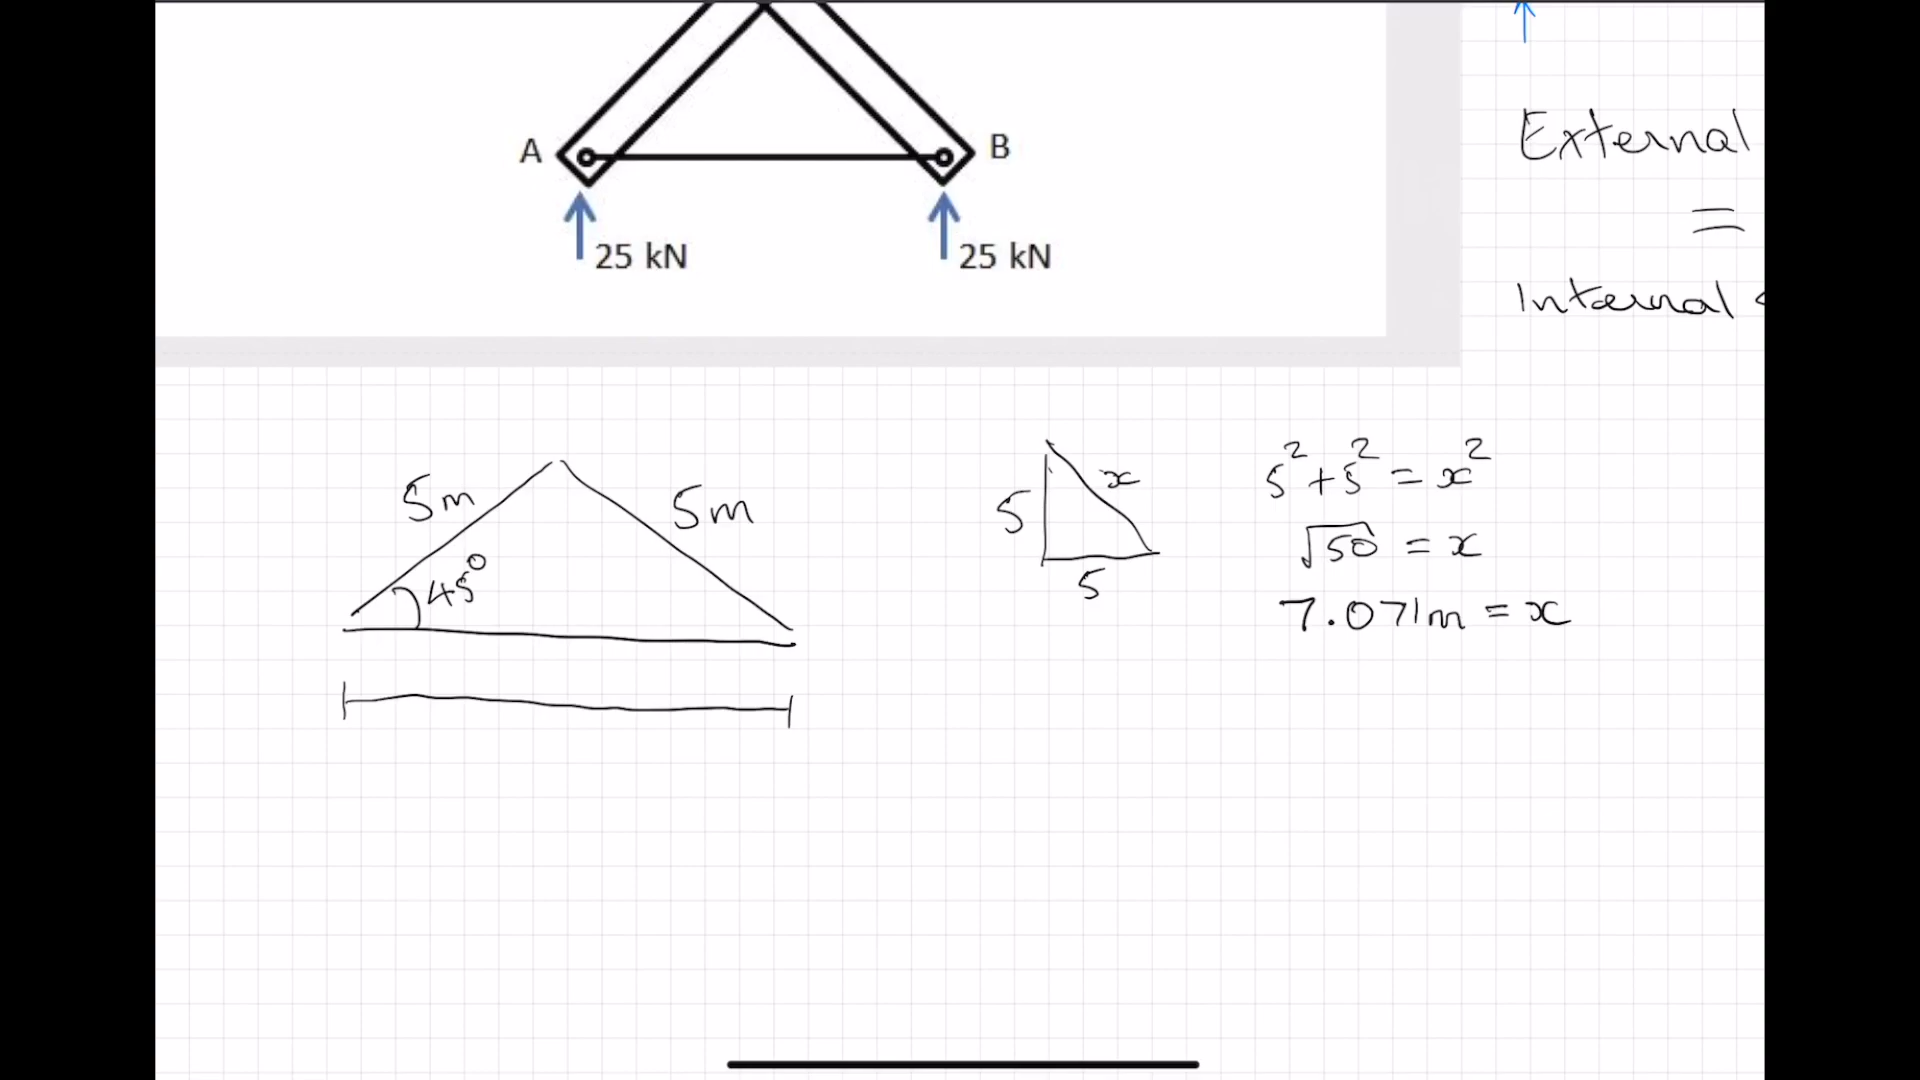 A
B
25 kN
25 kN
External
=
Internal
5m
5m
45°
5
x
5
5² + 5² = x²
√50 = x
7.071m = x